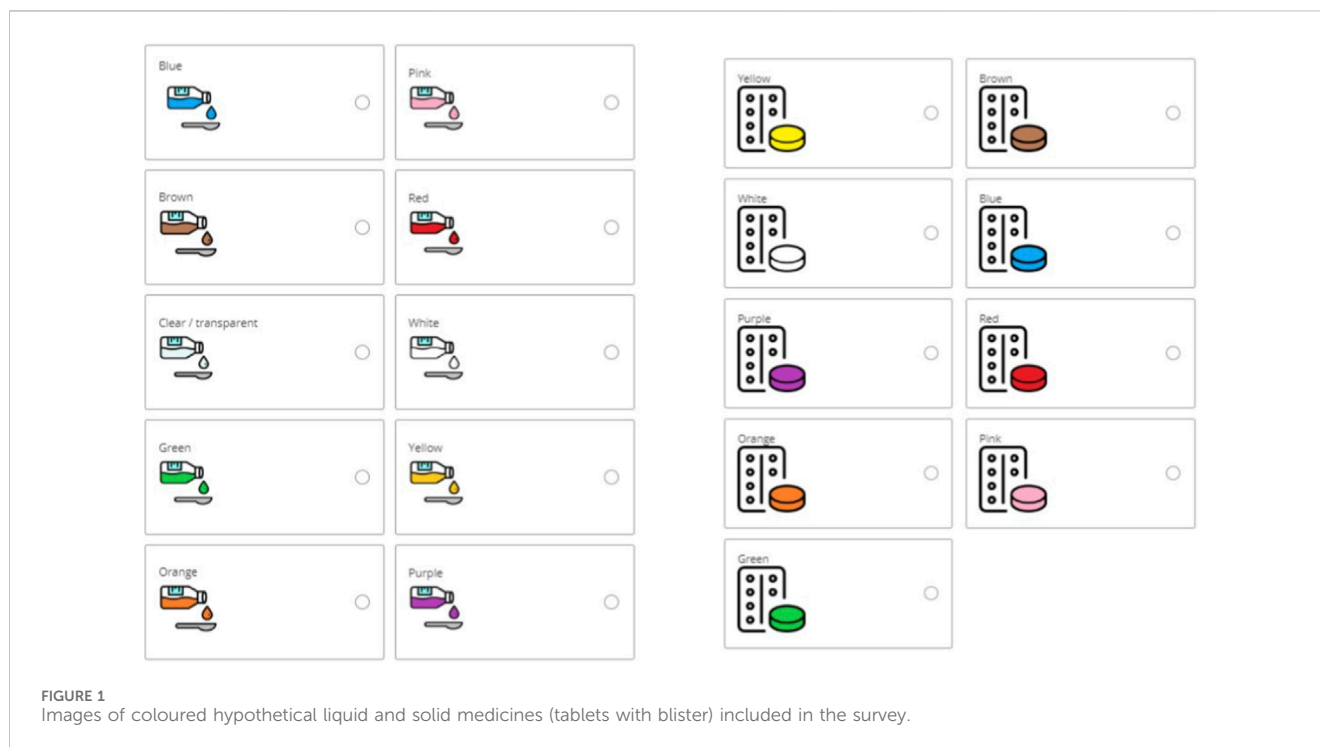 Blue
Pink
Brown
Red
Clear / transparent
White
Green
Yellow
Orange
Purple
Yellow
Brown
White
Blue
Purple
Red
Orange
Pink
Green
FIGURE 1
Images of coloured hypothetical liquid and solid medicines (tablets with blister) included in the survey.